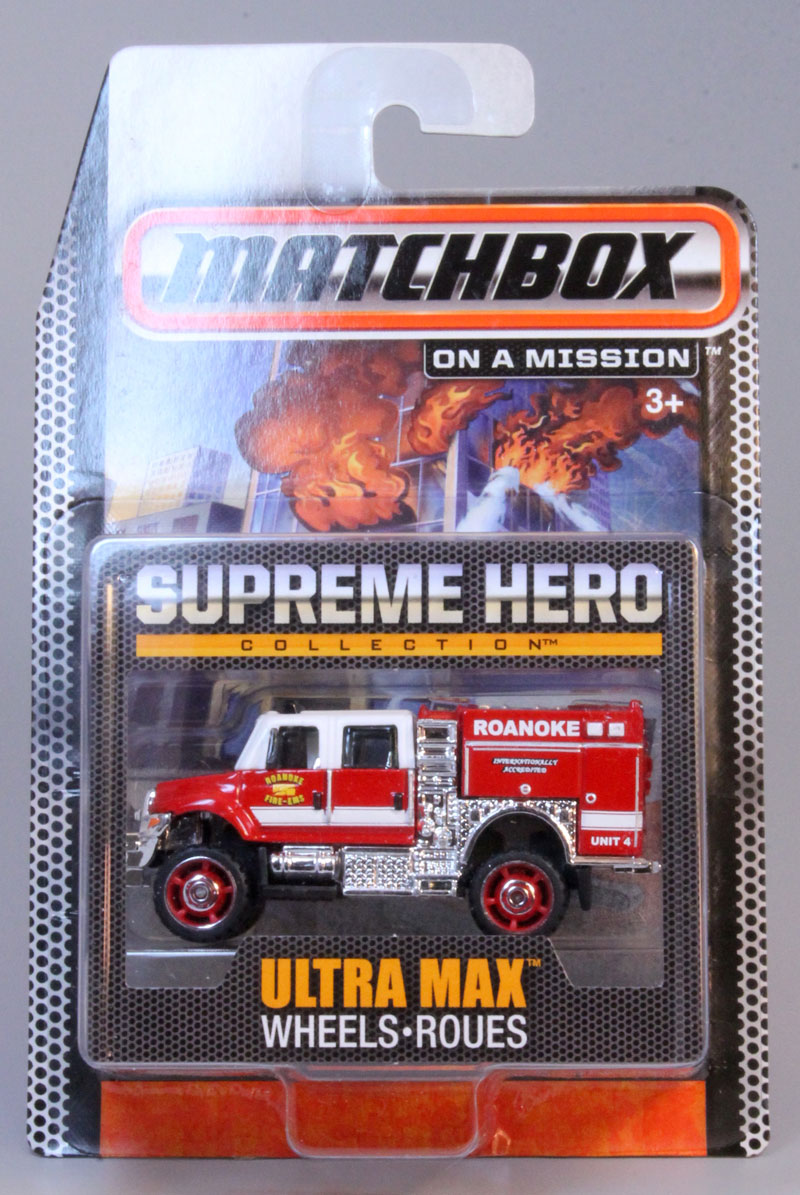 MATCHBOX
ON A MISSION™
3+
SUPREME HERO
COLLECTION™
ROANOKE
INTERNATIONALLY
ACCREDITED
ROANOKE
FIRE-EMS
UNIT 4
ULTRA MAX™
WHEELS•ROUES